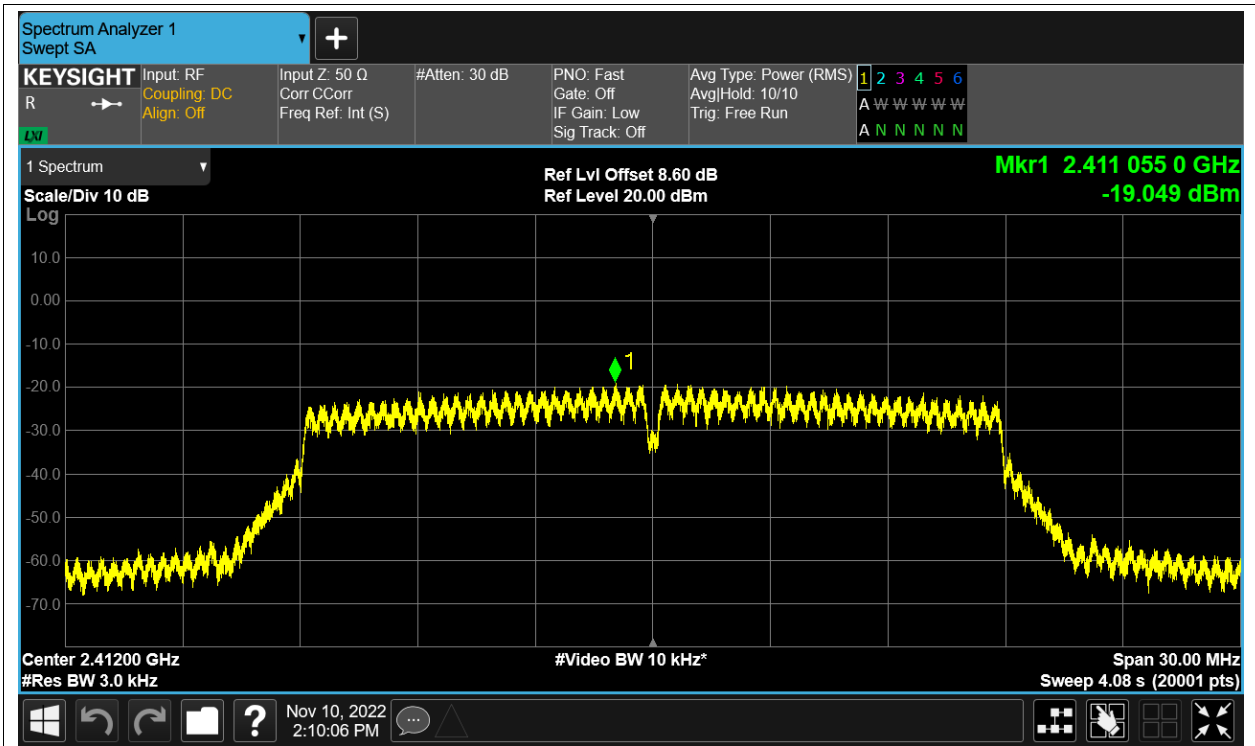 Spectrum Analyzer 1
Swept SA
KEYSIGHT
R
LXI
Input: RF
Coupling: DC
Align: Off
Input Z: 50 Ω
Corr CCorr
Freq Ref: Int (S)
#Atten: 30 dB
PNO: Fast
Gate: Off
IF Gain: Low
Sig Track: Off
Avg Type: Power (RMS)
Avg|Hold: 10/10
Trig: Free Run
1 2 3 4 5 6
A W W W W W
A N N N N N
1 Spectrum
Scale/Div 10 dB
Log
Ref Lvl Offset 8.60 dB
Ref Level 20.00 dBm
Mkr1 2.411 055 0 GHz
-19.049 dBm
10.0
0.00
-10.0
-20.0
-30.0
-40.0
-50.0
-60.0
-70.0
1
Center 2.41200 GHz
#Res BW 3.0 kHz
#Video BW 10 kHz*
Span 30.00 MHz
Sweep 4.08 s (20001 pts)
?
Nov 10, 2022
2:10:06 PM